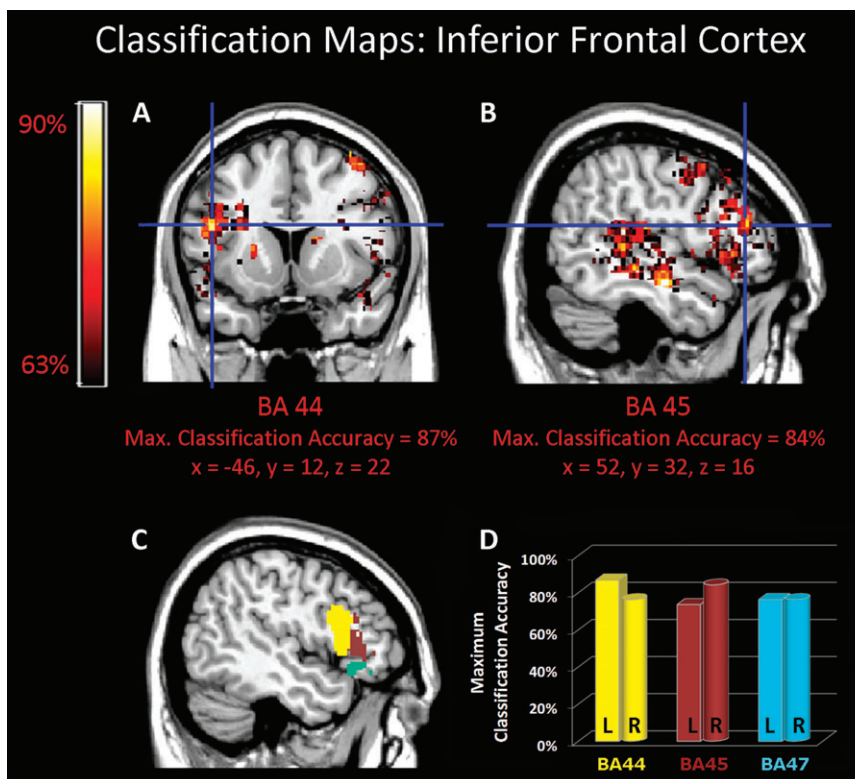 Classification Maps: Inferior Frontal Cortex
90%
63%
A
BA 44
Max. Classification Accuracy = 87%
x = -46, y = 12, z = 22
B
BA 45
Max. Classification Accuracy = 84%
x = 52, y = 32, z = 16
C
D
Maximum
Classification Accuracy
100%
80%
60%
40%
20%
0%
L R L R L R
BA44 BA45 BA47